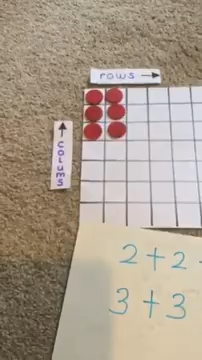 rows →
colums →
2+2
3+3